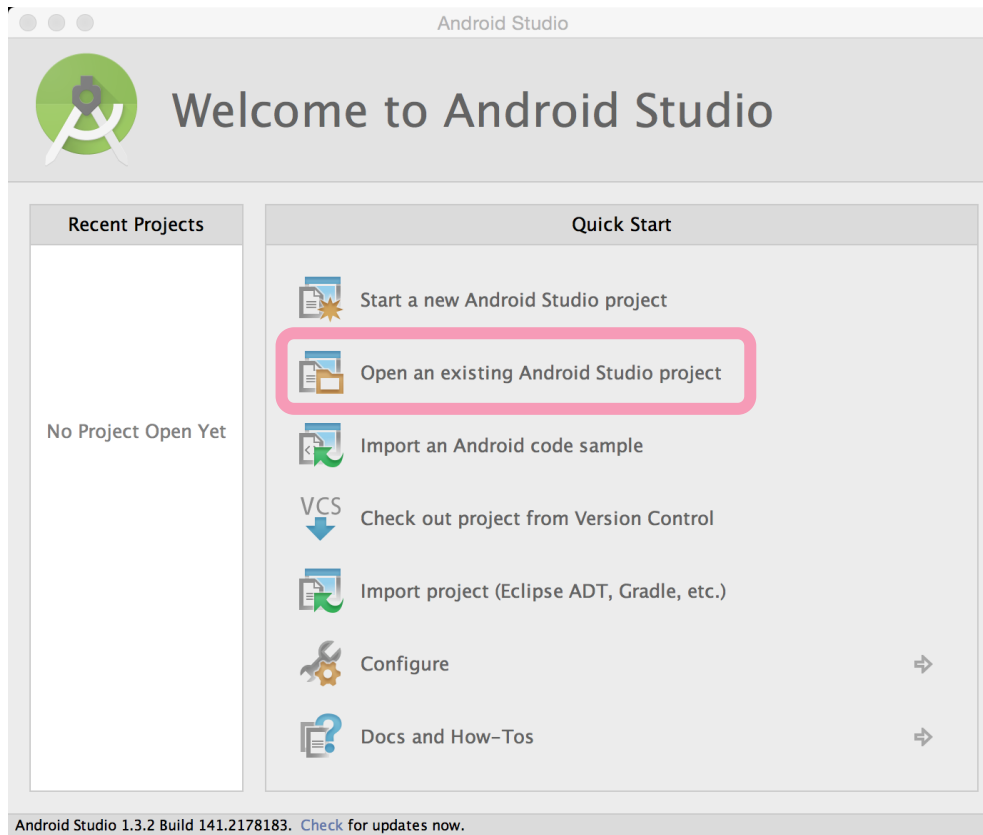 Android Studio
Welcome to Android Studio
Recent Projects
No Project Open Yet
Quick Start
Start a new Android Studio project
Open an existing Android Studio project
Import an Android code sample
VCS
Check out project from Version Control
Import project (Eclipse ADT, Gradle, etc.)
Configure
Docs and How-Tos
Android Studio 1.3.2 Build 141.2178183. Check for updates now.